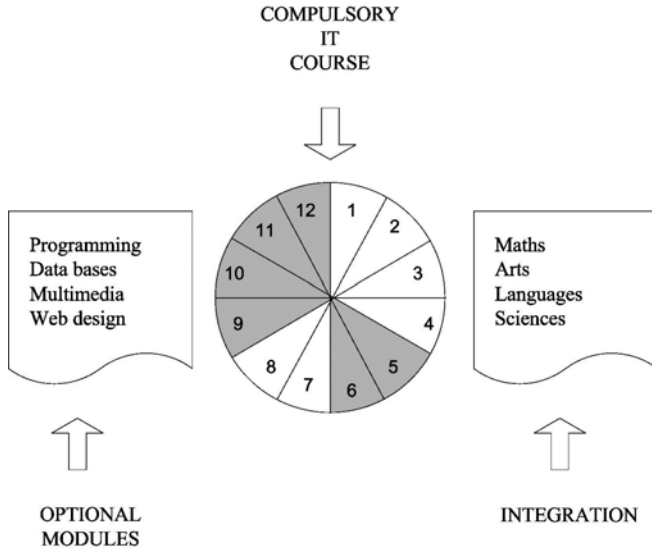 COMPULSORY
IT
COURSE
Programming
Data bases
Multimedia
Web design
12
1
11
2
10
3
9
4
8
5
7
6
Maths
Arts
Languages
Sciences
OPTIONAL
MODULES
INTEGRATION